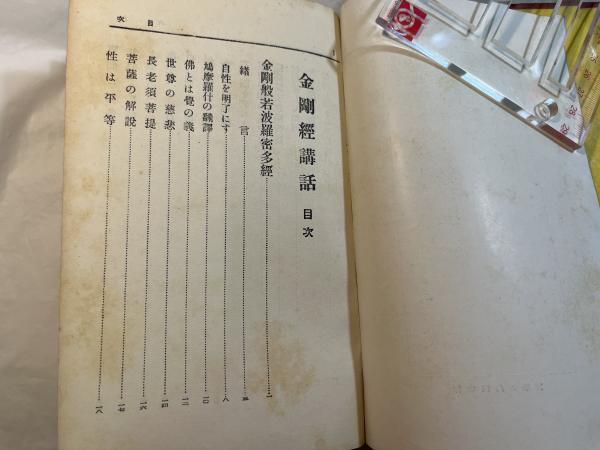 目次
金剛經講話 目次
金剛般若波羅密多經 一
緒言 五
自性を明了にす 八
鳩摩羅什の飜譯 一〇
佛とは覺の義 一二
世尊の慈悲 一四
長老須菩提 一六
菩薩の解說 一七
性は平等 一八